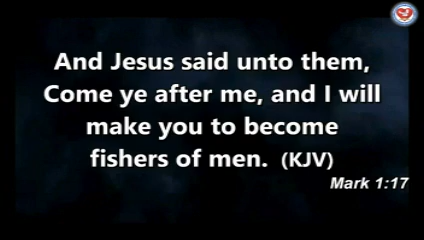 And Jesus said unto them,
Come ye after me, and I will
make you to become
fishers of men. (KJV)
Mark 1:17